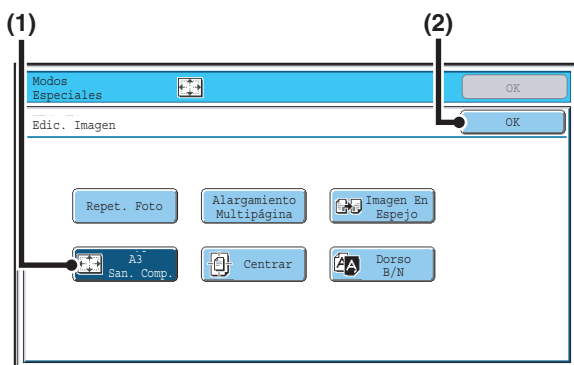 (1)
(2)
Modos
Especiales
OK
Edic. Imagen
OK
Repet. Foto
Alargamiento
Multipágina
Imagen En
Espejo
A3
San. Comp.
Centrar
Dorso
B/N